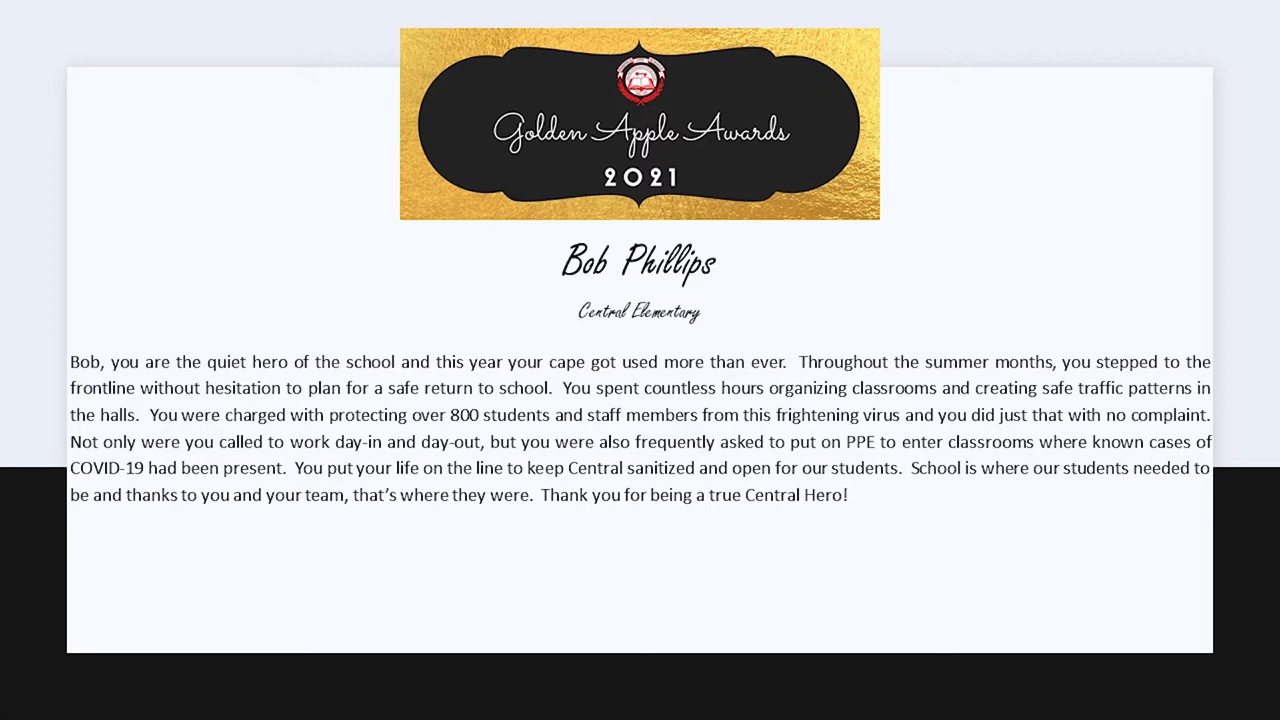 Golden Apple Awards
2021
Bob Phillips
Central Elementary
Bob, you are the quiet hero of the school and this year your cape got used more than ever. Throughout the summer months, you stepped to the
frontline without hesitation to plan for a safe return to school. You spent countless hours organizing classrooms and creating safe traffic patterns in
the halls. You were charged with protecting over 800 students and staff members from this frightening virus and you did just that with no complaint.
Not only were you called to work day-in and day-out, but you were also frequently asked to put on PPE to enter classrooms where known cases of
COVID-19 had been present. You put your life on the line to keep Central sanitized and open for our students. School is where our students needed to
be and thanks to you and your team, that's where they were. Thank you for being a true Central Hero!